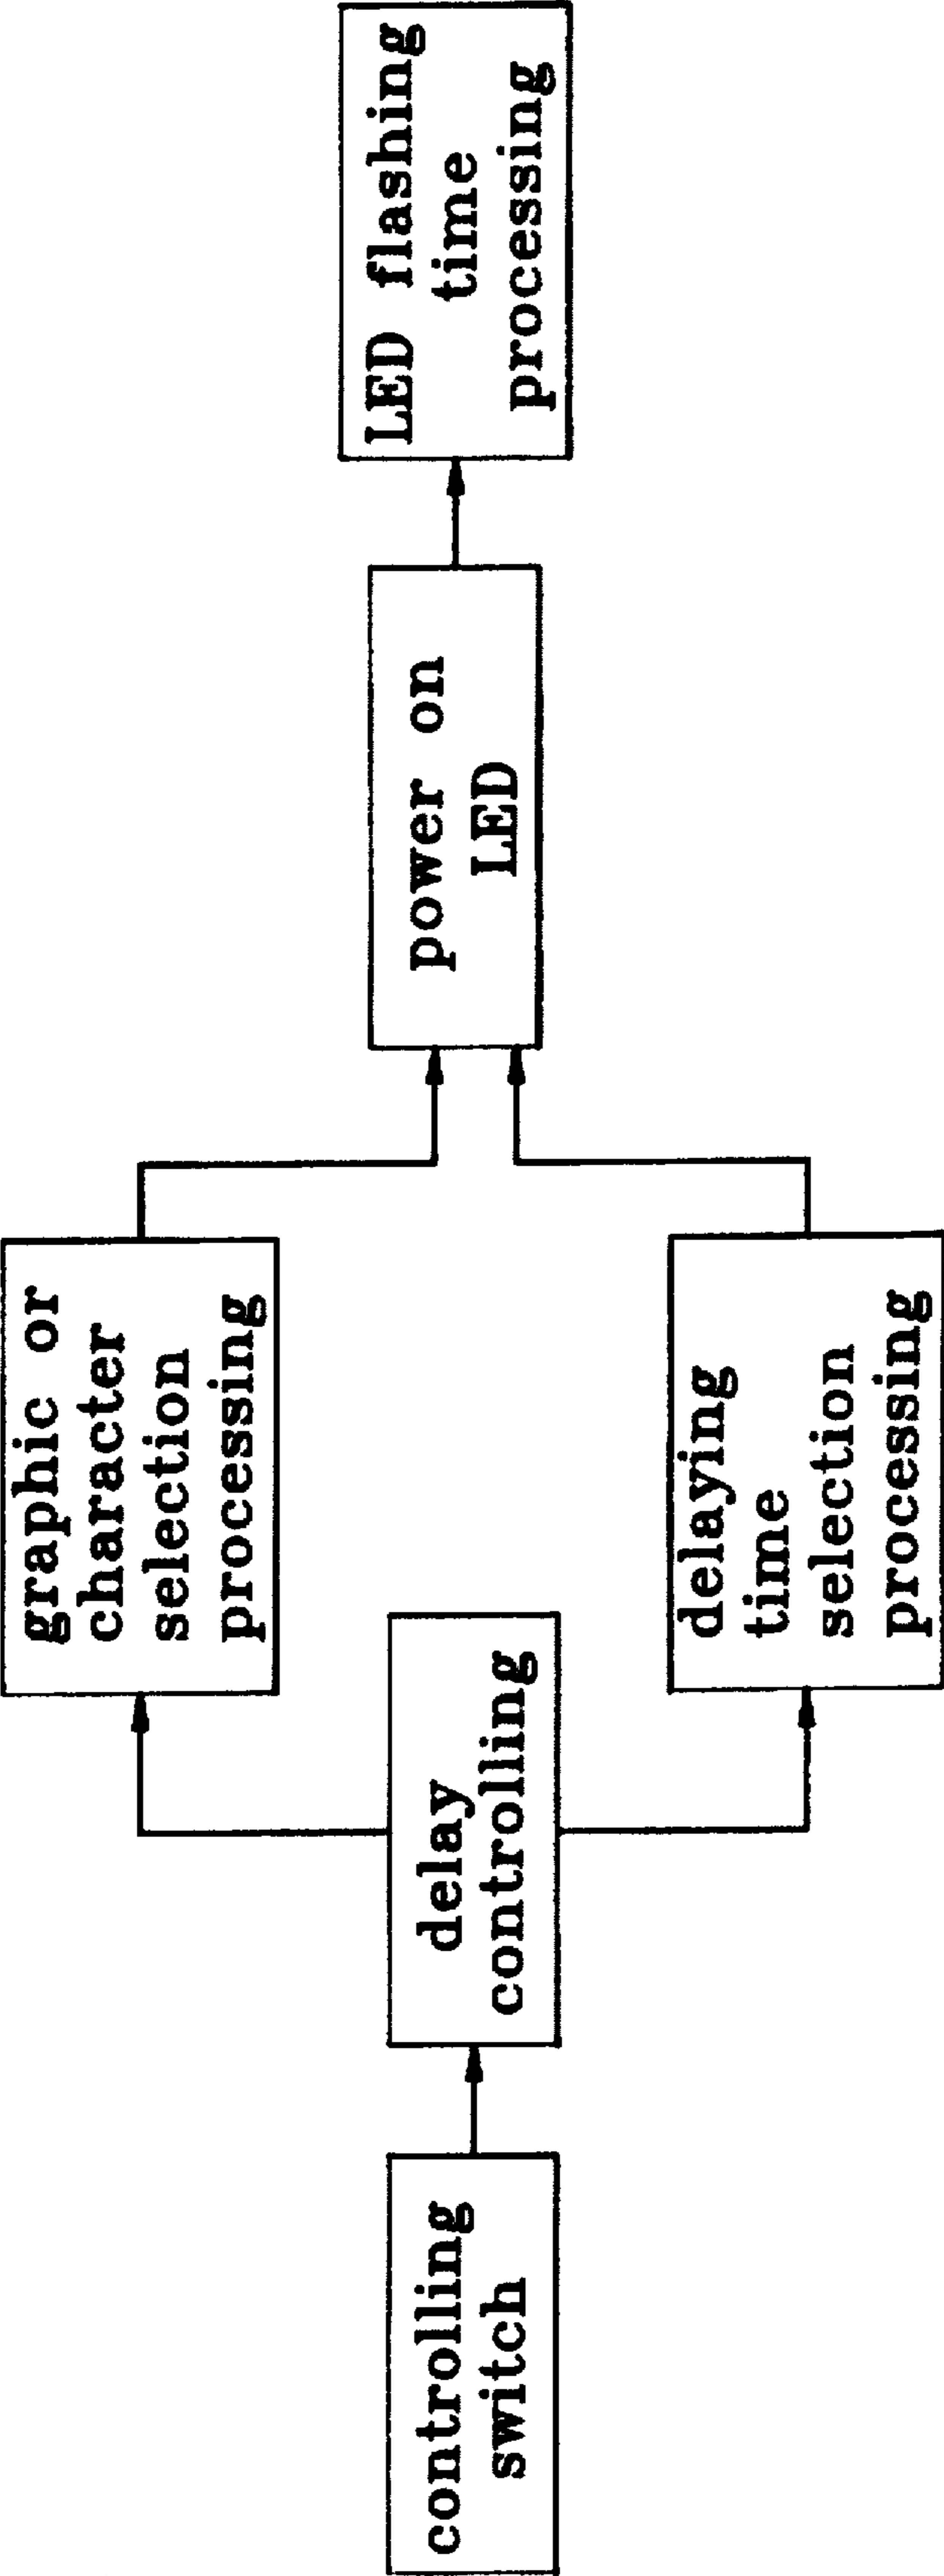 controlling
switch
delay
controlling
graphic or
character
selection
processing
delaying
time
selection
processing
power on
LED
LED flashing
time
processing